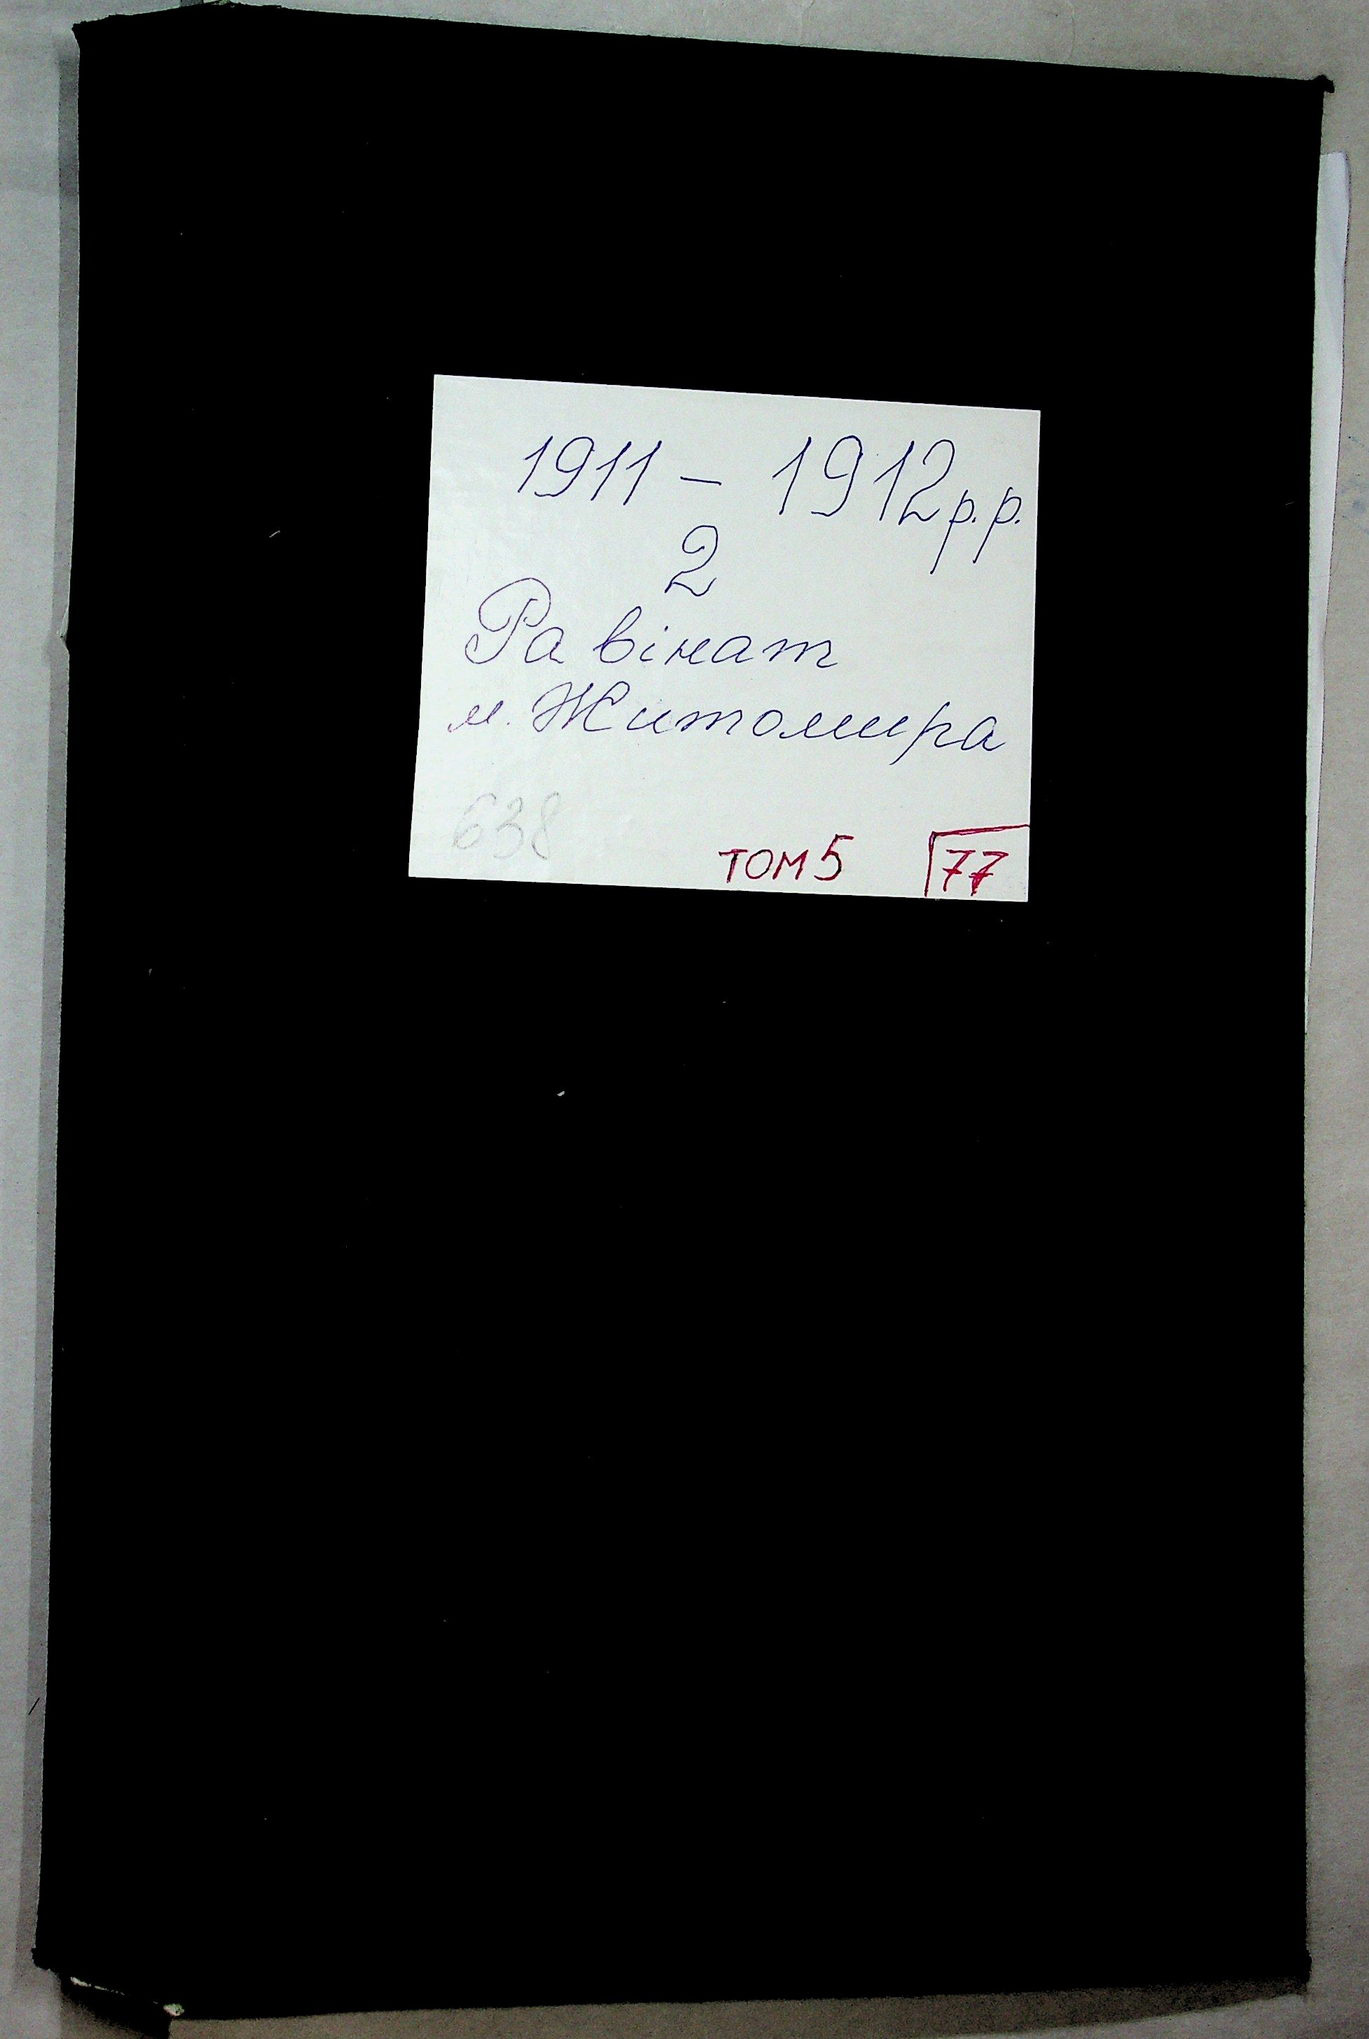 1911 – 1912 р.р.
2
Равінат
м. Житомира
638
ТОМ 5 77